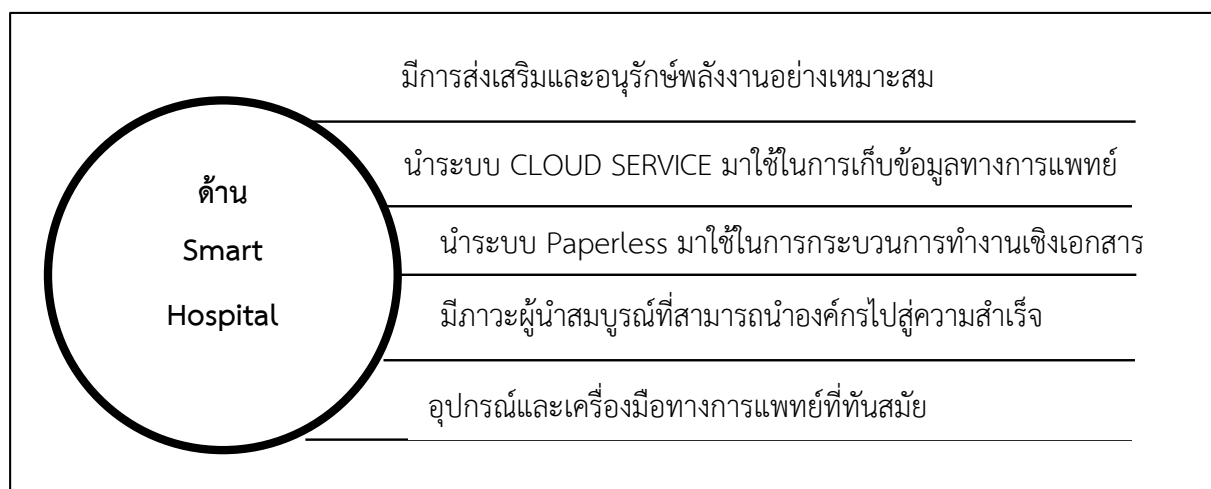 มีการส่งเสริมและอนุรักษ์พลังงานอย่างเหมาะสม
นำระบบ CLOUD SERVICE มาใช้ในการเก็บข้อมูลทางการแพทย์
ด้าน
Smart
Hospital
นำระบบ Paperless มาใช้ในการกระบวนการทำงานเชิงเอกสาร
มีภาวะผู้นำสมบูรณ์ที่สามารถนำองค์กรไปสู่ความสำเร็จ
อุปกรณ์และเครื่องมือทางการแพทย์ที่ทันสมัย